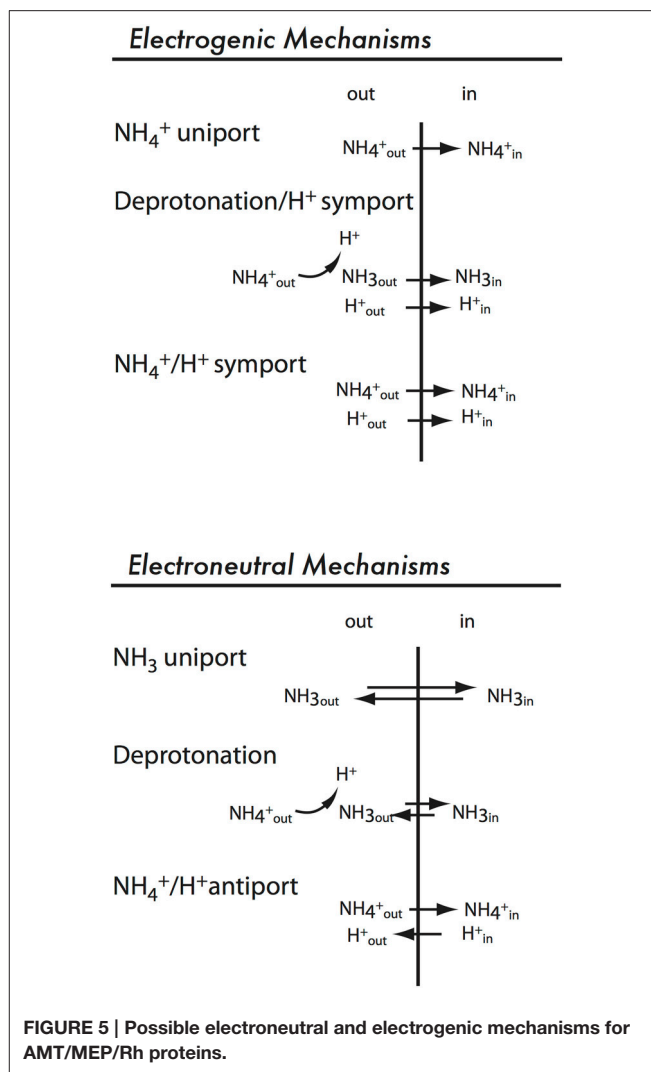 Electrogenic Mechanisms
out in
NH₄⁺ uniport
NH₄⁺out NH₄⁺in
Deprotonation/H⁺ symport
H⁺
NH₄⁺out NH₃out NH₃in
H⁺out H⁺in
NH₄⁺/H⁺ symport
NH₄⁺out NH₄⁺in
H⁺out H⁺in
Electroneutral Mechanisms
out in
NH₃ uniport
NH₃out NH₃in
Deprotonation
H⁺
NH₄⁺out NH₃out NH₃in
NH₄⁺/H⁺antiport
NH₄⁺out NH₄⁺in
H⁺out H⁺in
FIGURE 5 | Possible electroneutral and electrogenic mechanisms for
AMT/MEP/Rh proteins.